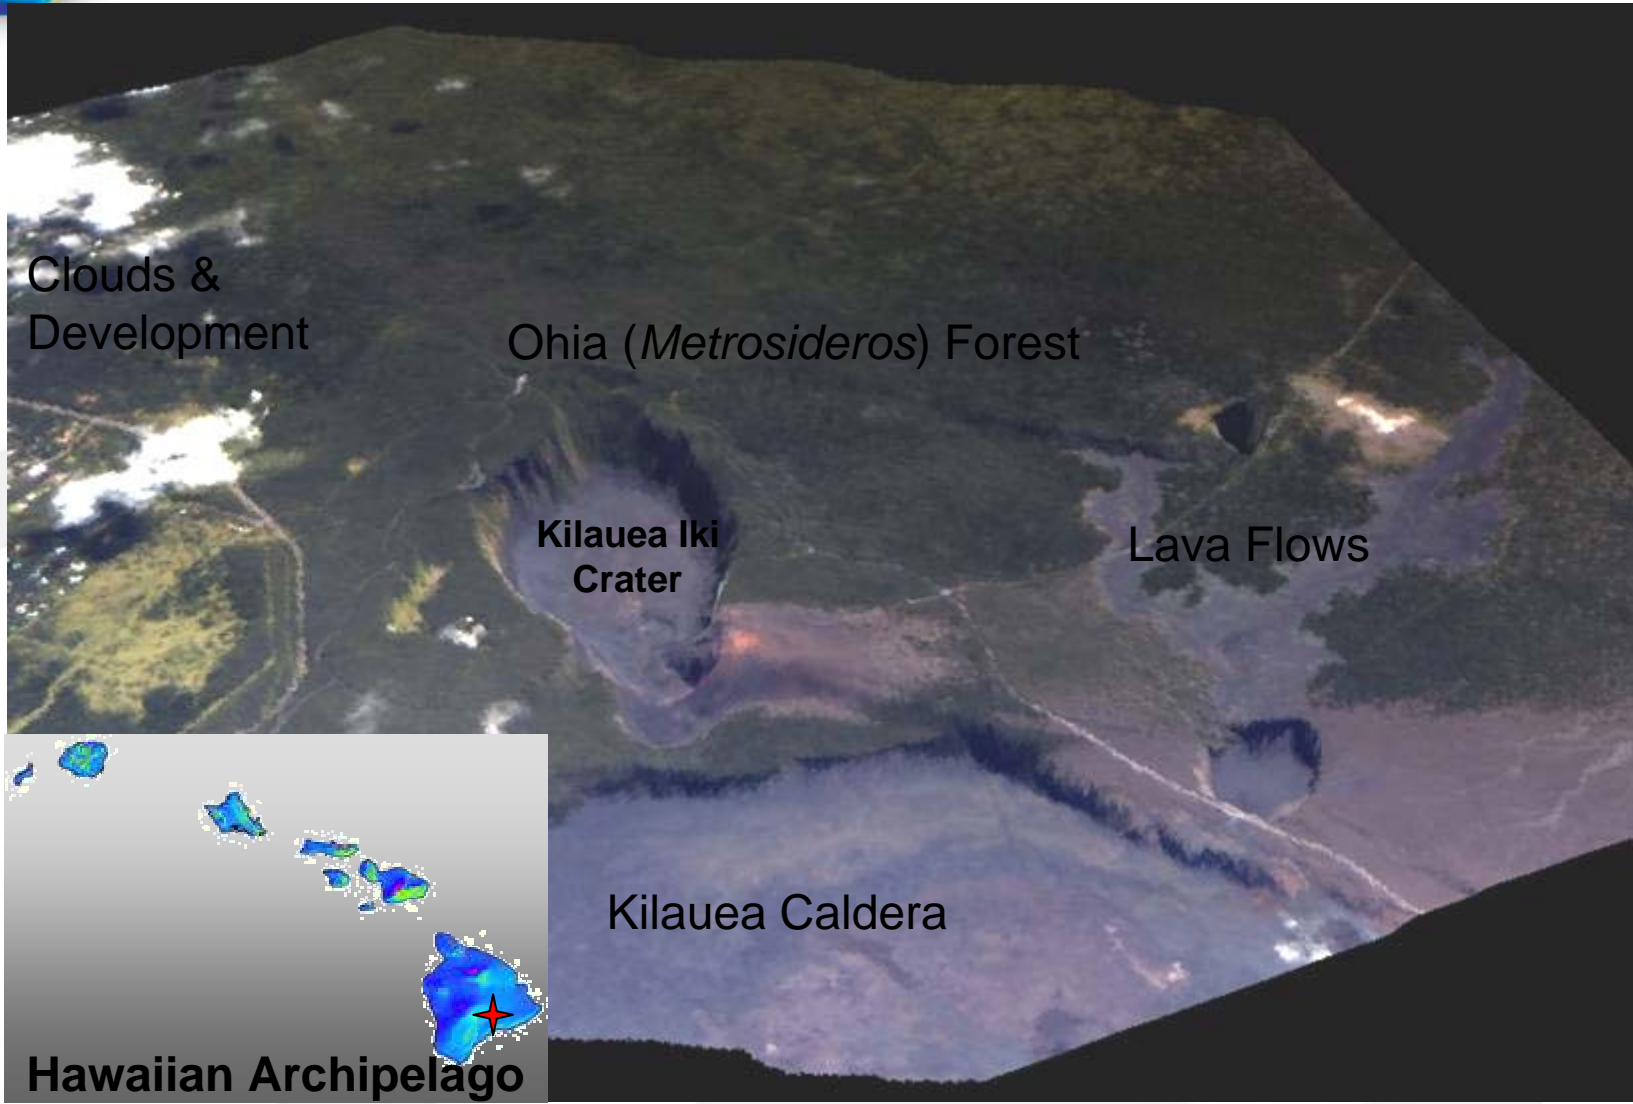 Clouds &
Development
Ohia (Metrosideros) Forest
Kilauea Iki
Crater
Lava Flows
Kilauea Caldera
Hawaiian Archipelago